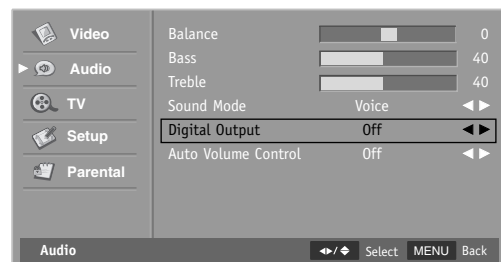 Video
Audio
TV
Setup
Parental
Balance 0
Bass 40
Treble 40
Sound Mode Voice
Digital Output Off
Auto Volume Control Off
Audio Select MENU Back